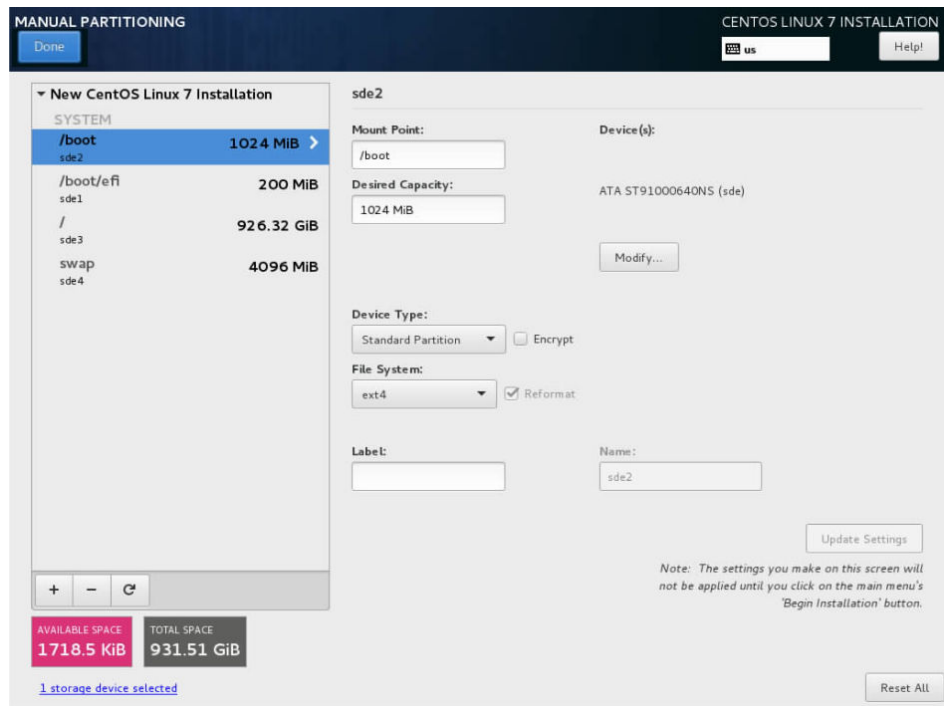 MANUAL PARTITIONING
CENTOS LINUX 7 INSTALLATION
Done
us
Help!
New CentOS Linux 7 Installation
SYSTEM
/boot 1024 MiB
sde2
/boot/efi 200 MiB
sde1
/ 926.32 GiB
sde3
swap 4096 MiB
sde4
sde2
Mount Point:
/boot
Device(s):
Desired Capacity:
1024 MiB
ATA ST91000640NS (sde)
Modify...
Device Type:
Standard Partition Encrypt
File System:
ext4 Reformat
Label:
Name:
sde2
Update Settings
Note: The settings you make on this screen will
not be applied until you click on the main menu's
'Begin Installation' button.
+ −
AVAILABLE SPACE
1718.5 KiB
TOTAL SPACE
931.51 GiB
1 storage device selected
Reset All